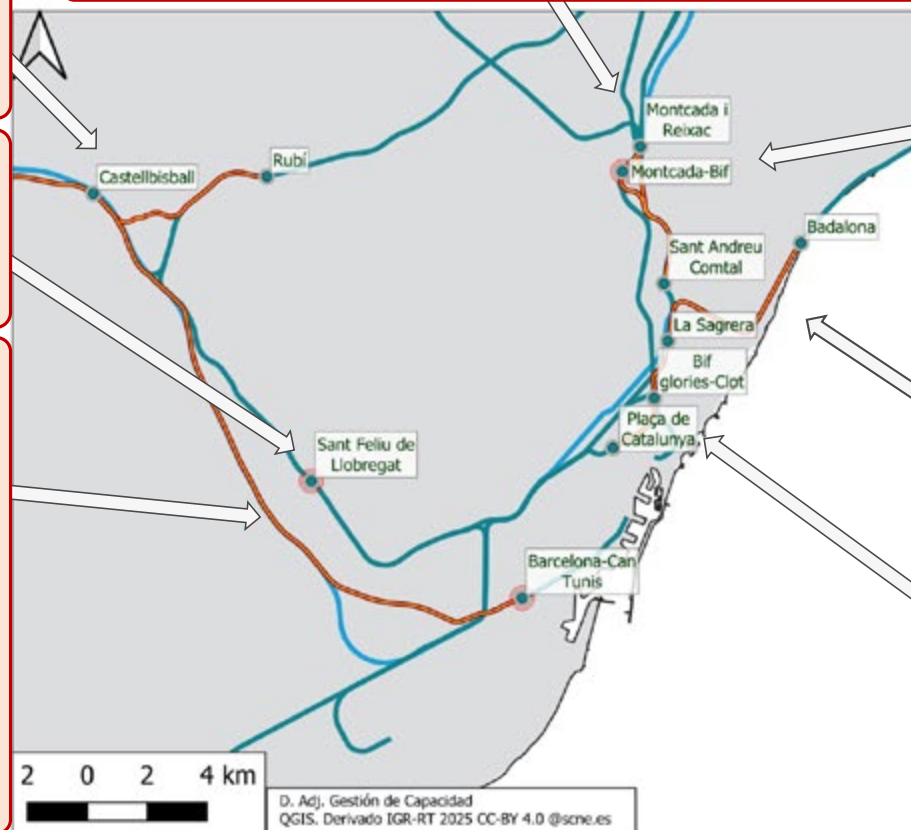 Montcada i
Reixac
Rubí
Castellbisball
Montcada-Bif
Badalona
Sant Andreu
Comtal
La Sagrera
Bif
glories-Clot
Plaça de
Catalunya
Sant Feliu de
Llobregat
Barcelona-Can
Tunis
2 0 2 4 km
D. Adj. Gestión de Capacidad
QGIS. Derivado IGR-RT 2025 CC-BY 4.0 @scne.es